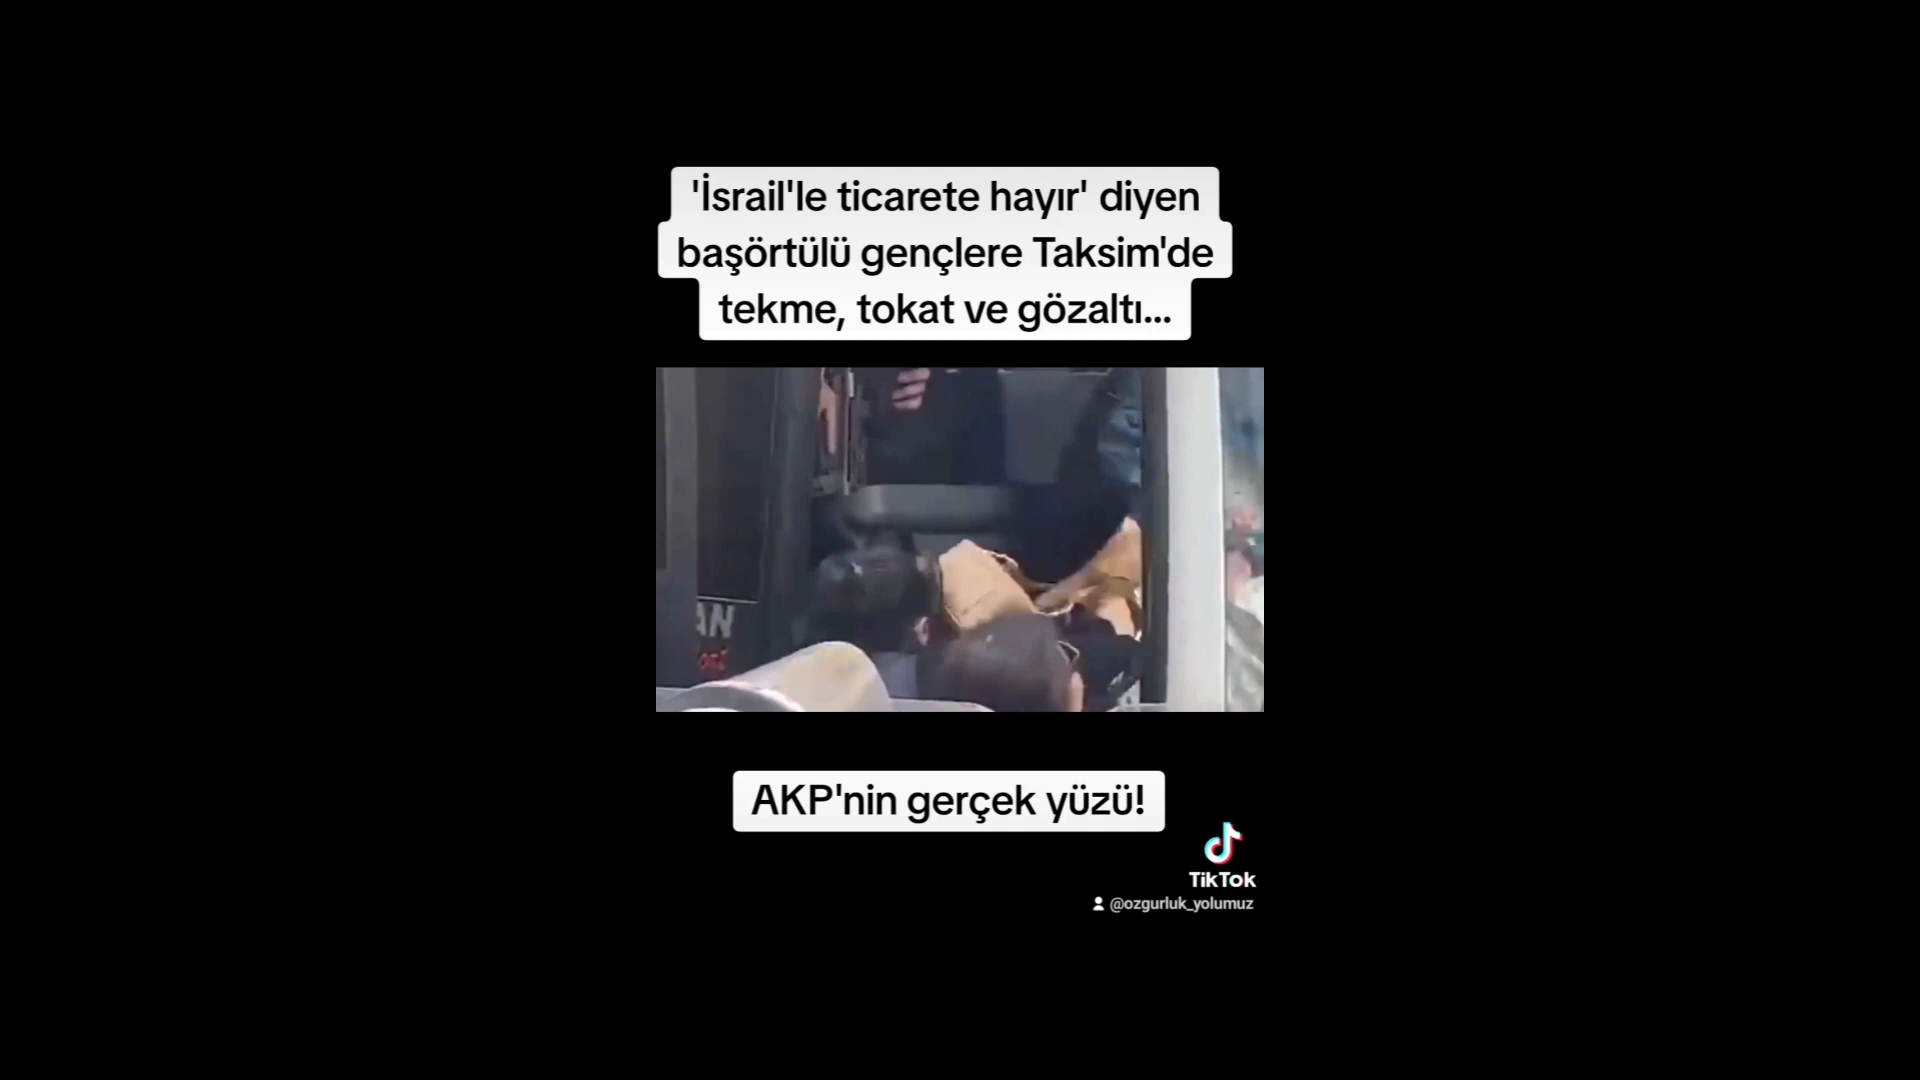 'İsrail'le ticarete hayır' diyen
başörtülü gençlere Taksim'de
tekme, tokat ve gözaltı...
AN
AKP'nin gerçek yüzü!
TikTok
@ozgurluk_yolumuz